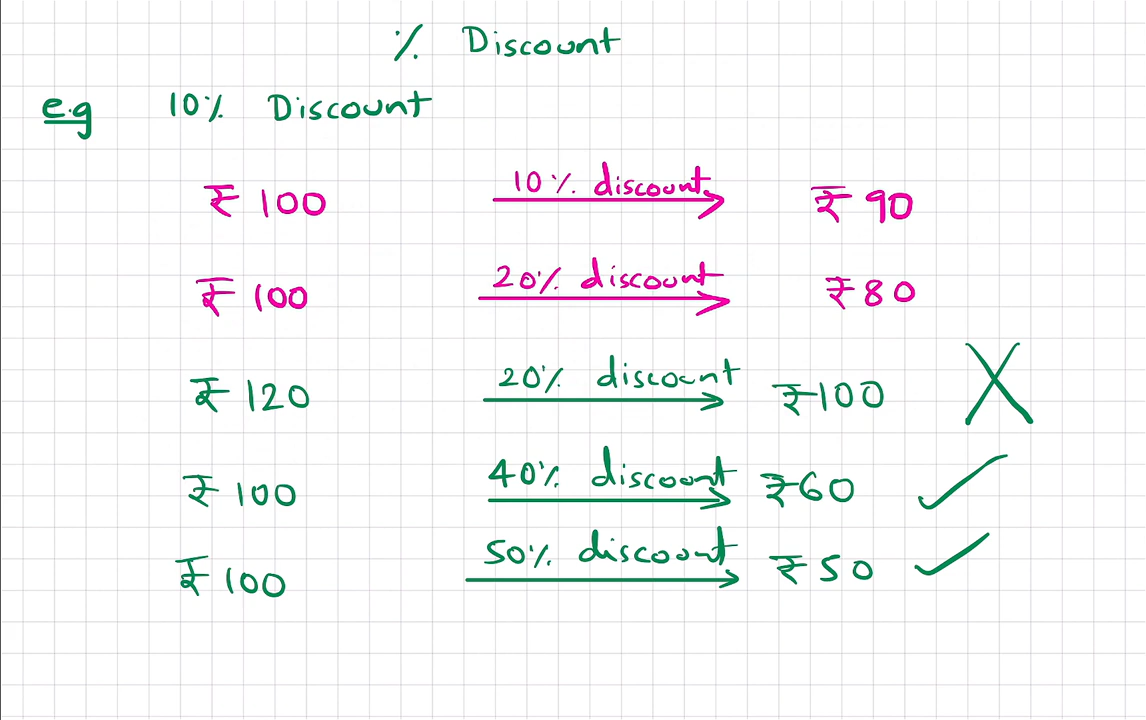 % Discount
e.g 10% Discount
₹ 100 10% discount ₹ 90
₹ 100 20% discount ₹ 80
₹ 120 20% discount ₹ 100 X
₹ 100 40% discount ₹ 60 ✓
₹ 100 50% discount ₹ 50 ✓